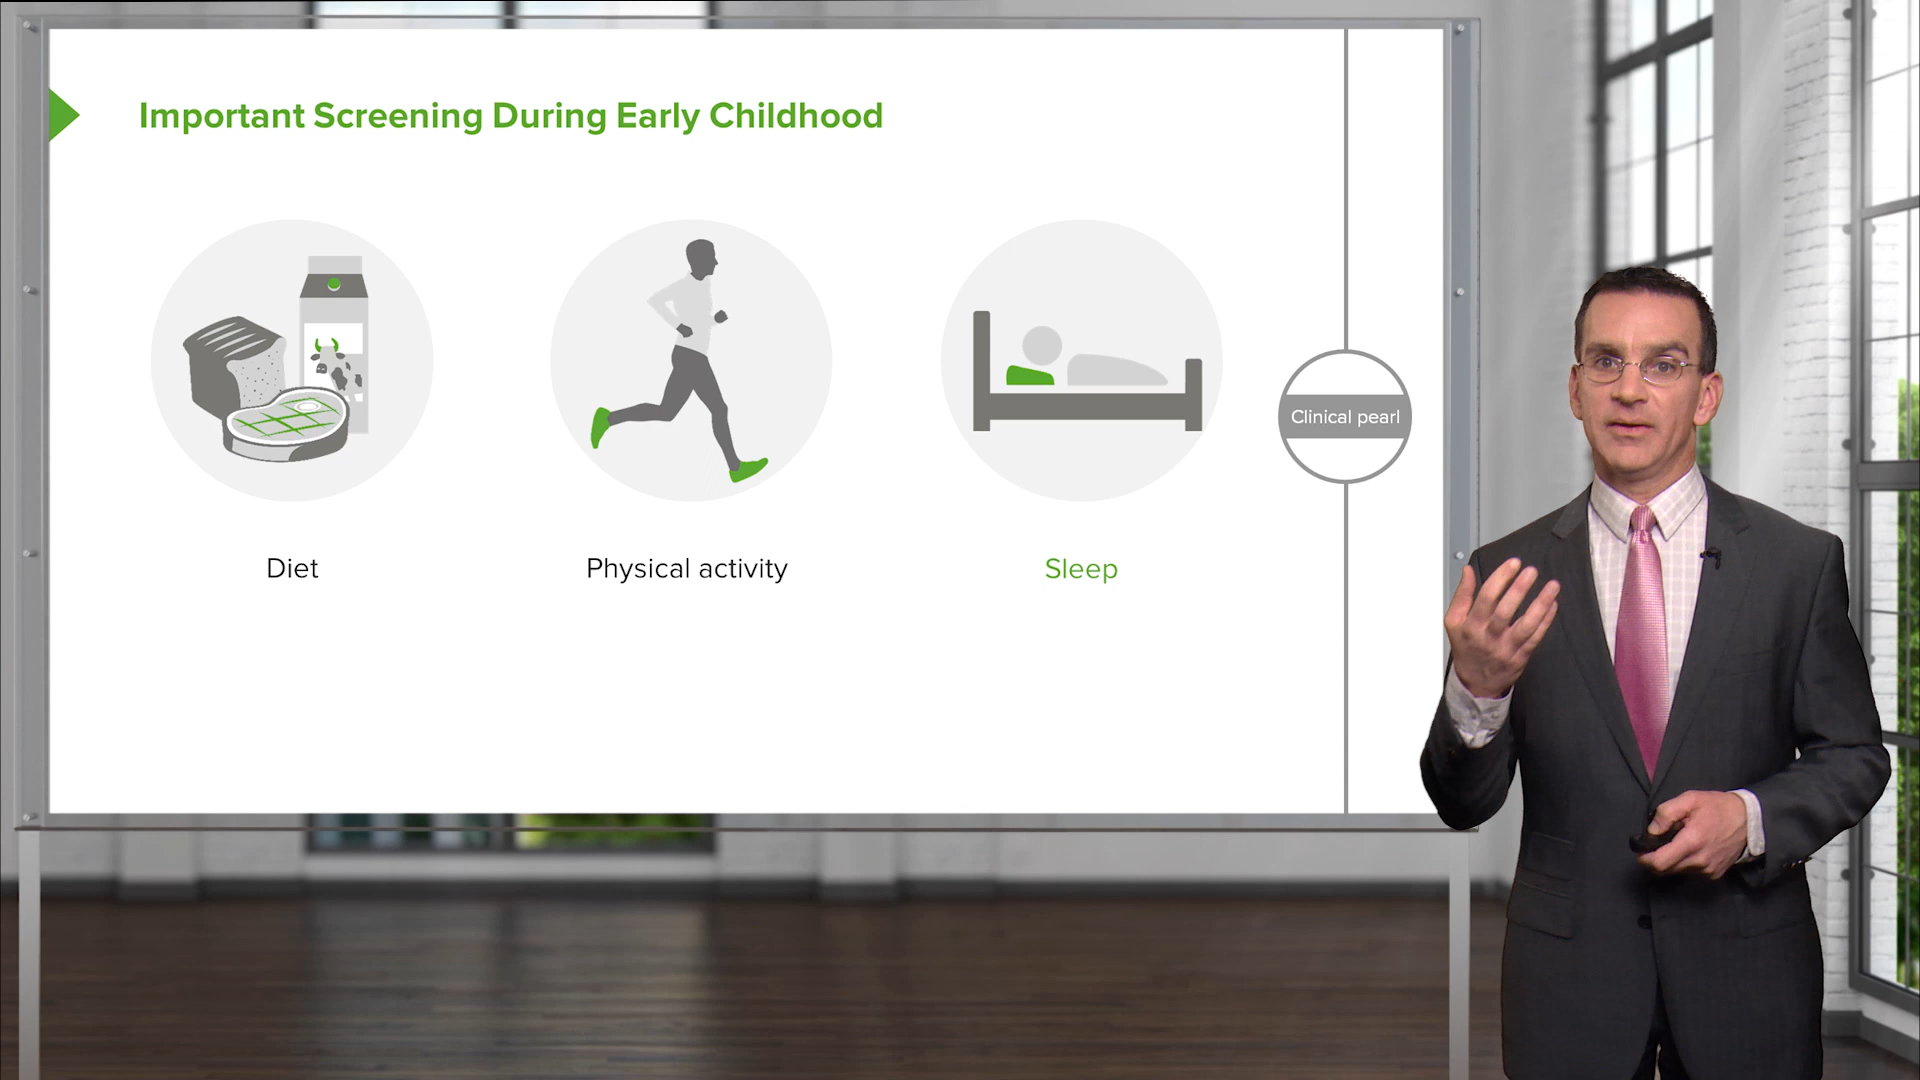 Important Screening During Early Childhood
Diet
Physical activity
Sleep
Clinical pearl